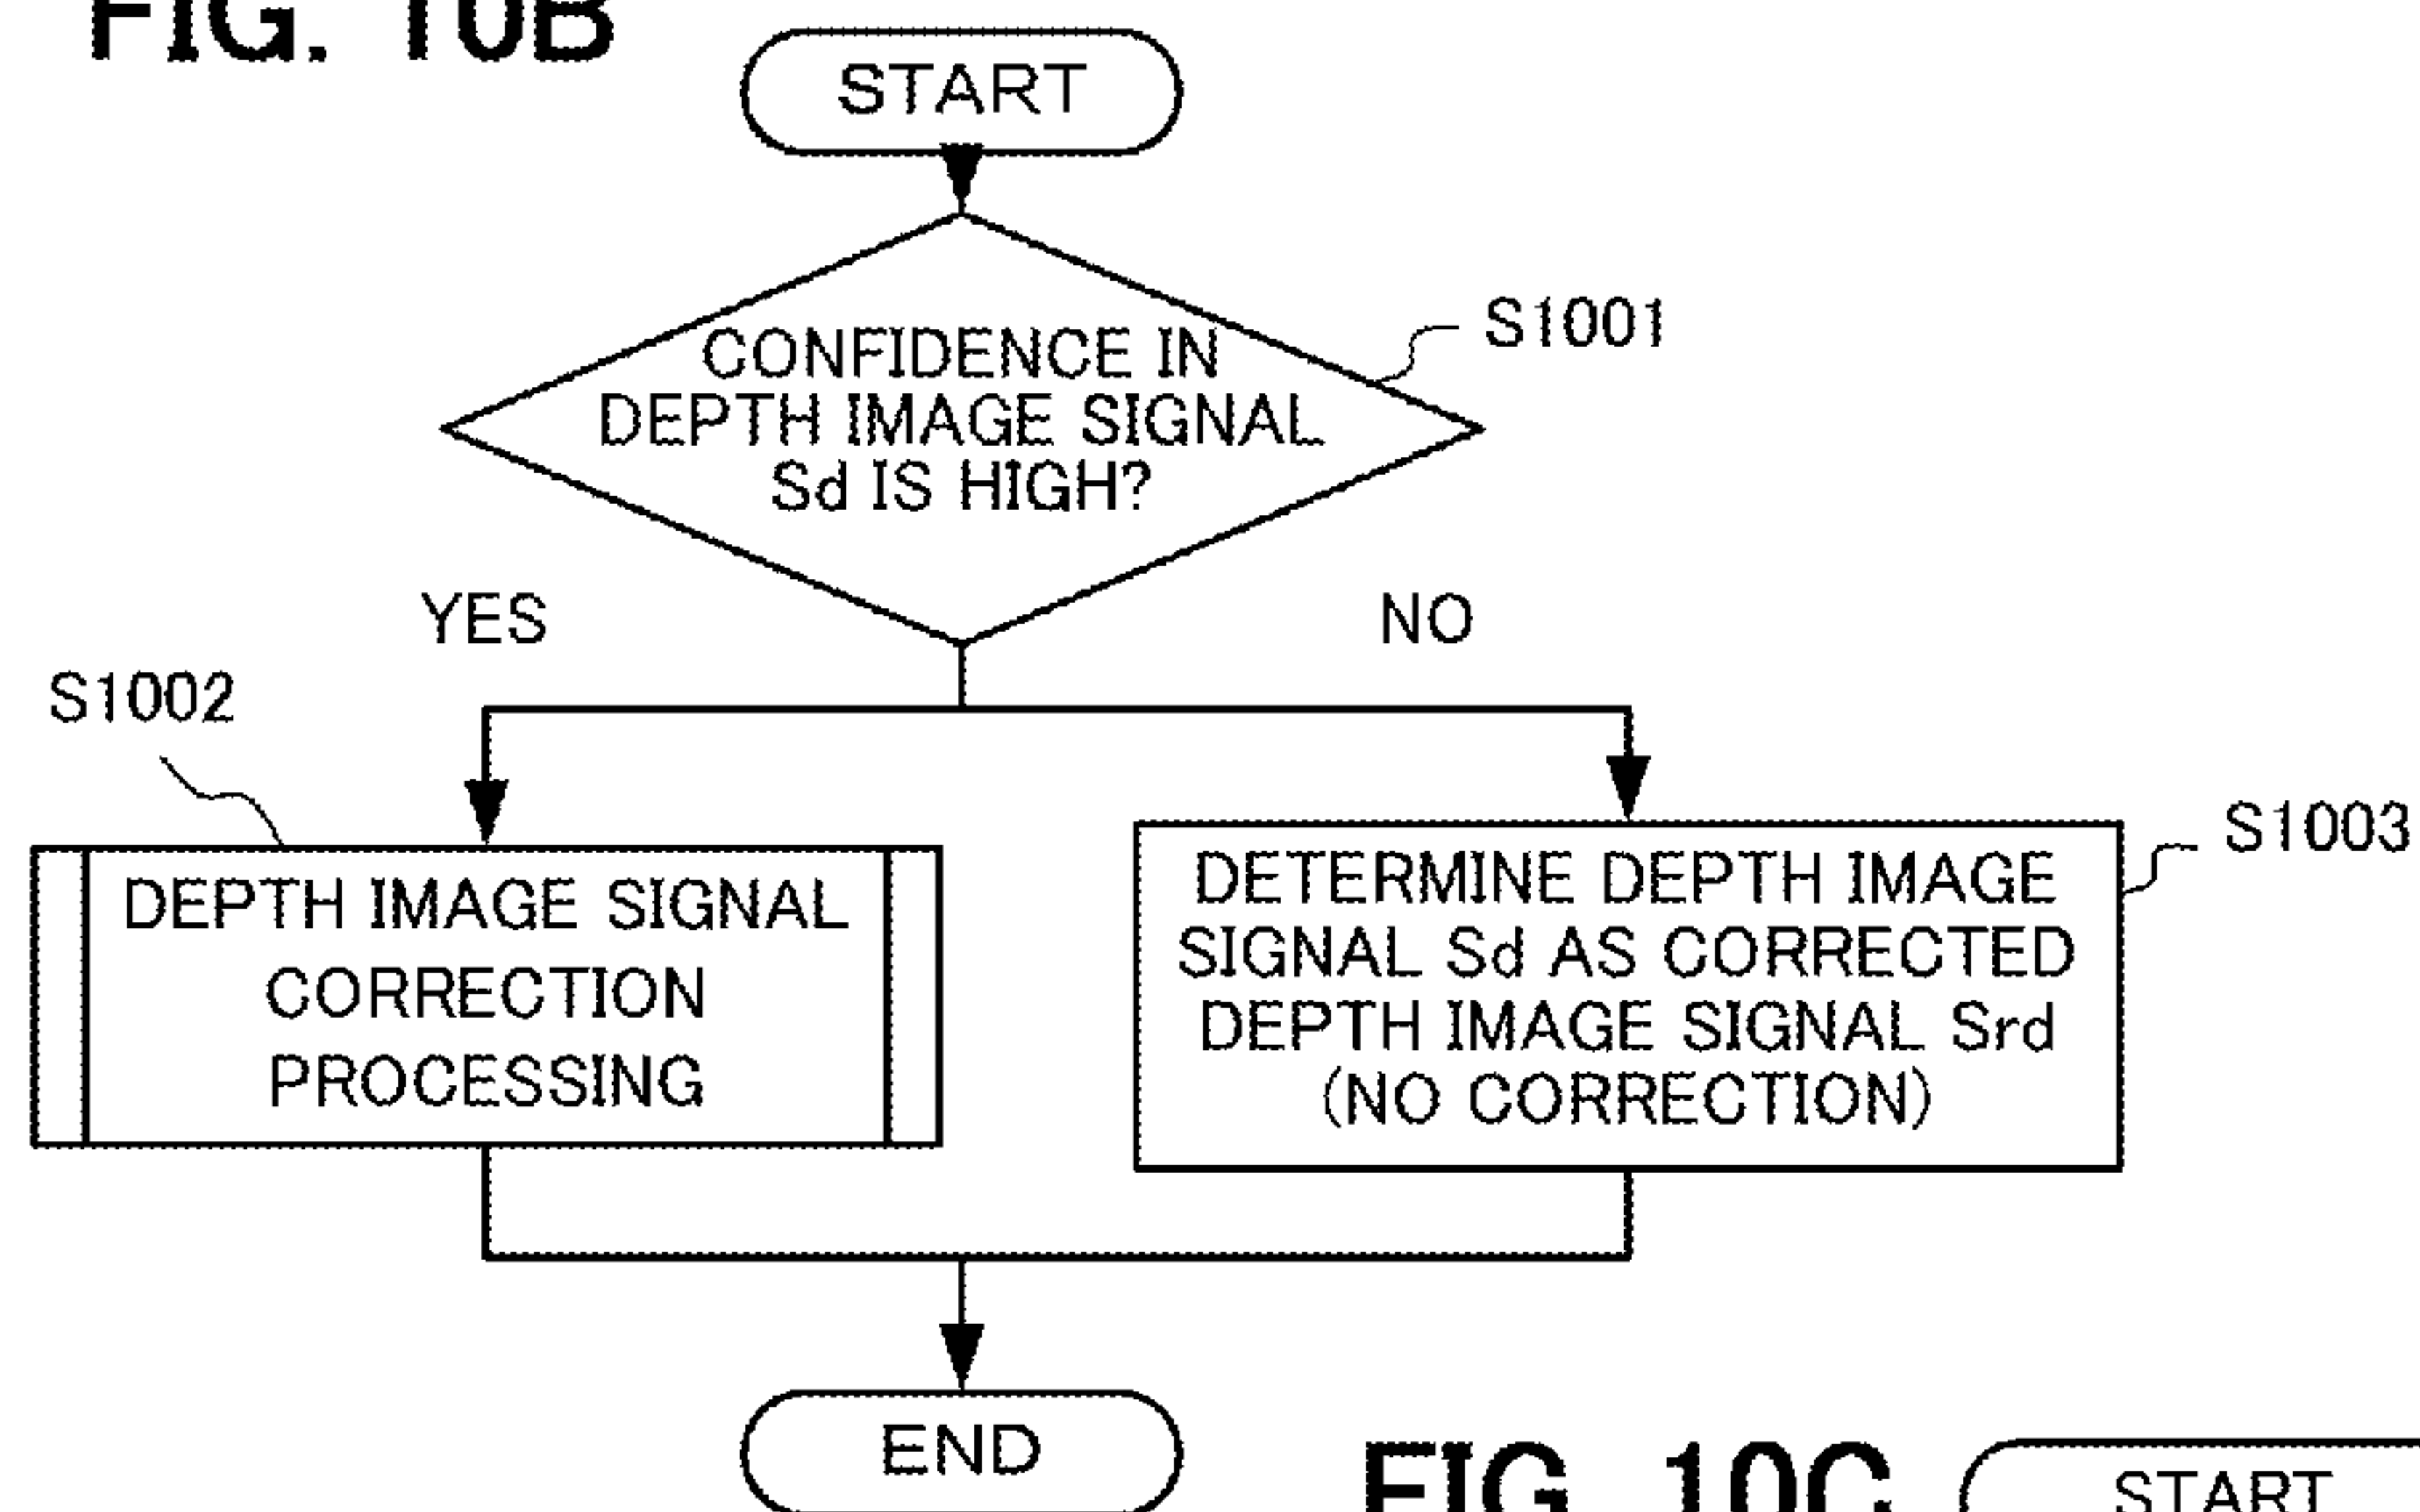 FIG. 10B
START
CONFIDENCE IN
DEPTH IMAGE SIGNAL
Sd IS HIGH?
S1001
YES
NO
S1002
DEPTH IMAGE SIGNAL
CORRECTION
PROCESSING
S1003
DETERMINE DEPTH IMAGE
SIGNAL Sd AS CORRECTED
DEPTH IMAGE SIGNAL Srd
(NO CORRECTION)
END
FIG. 10C
START